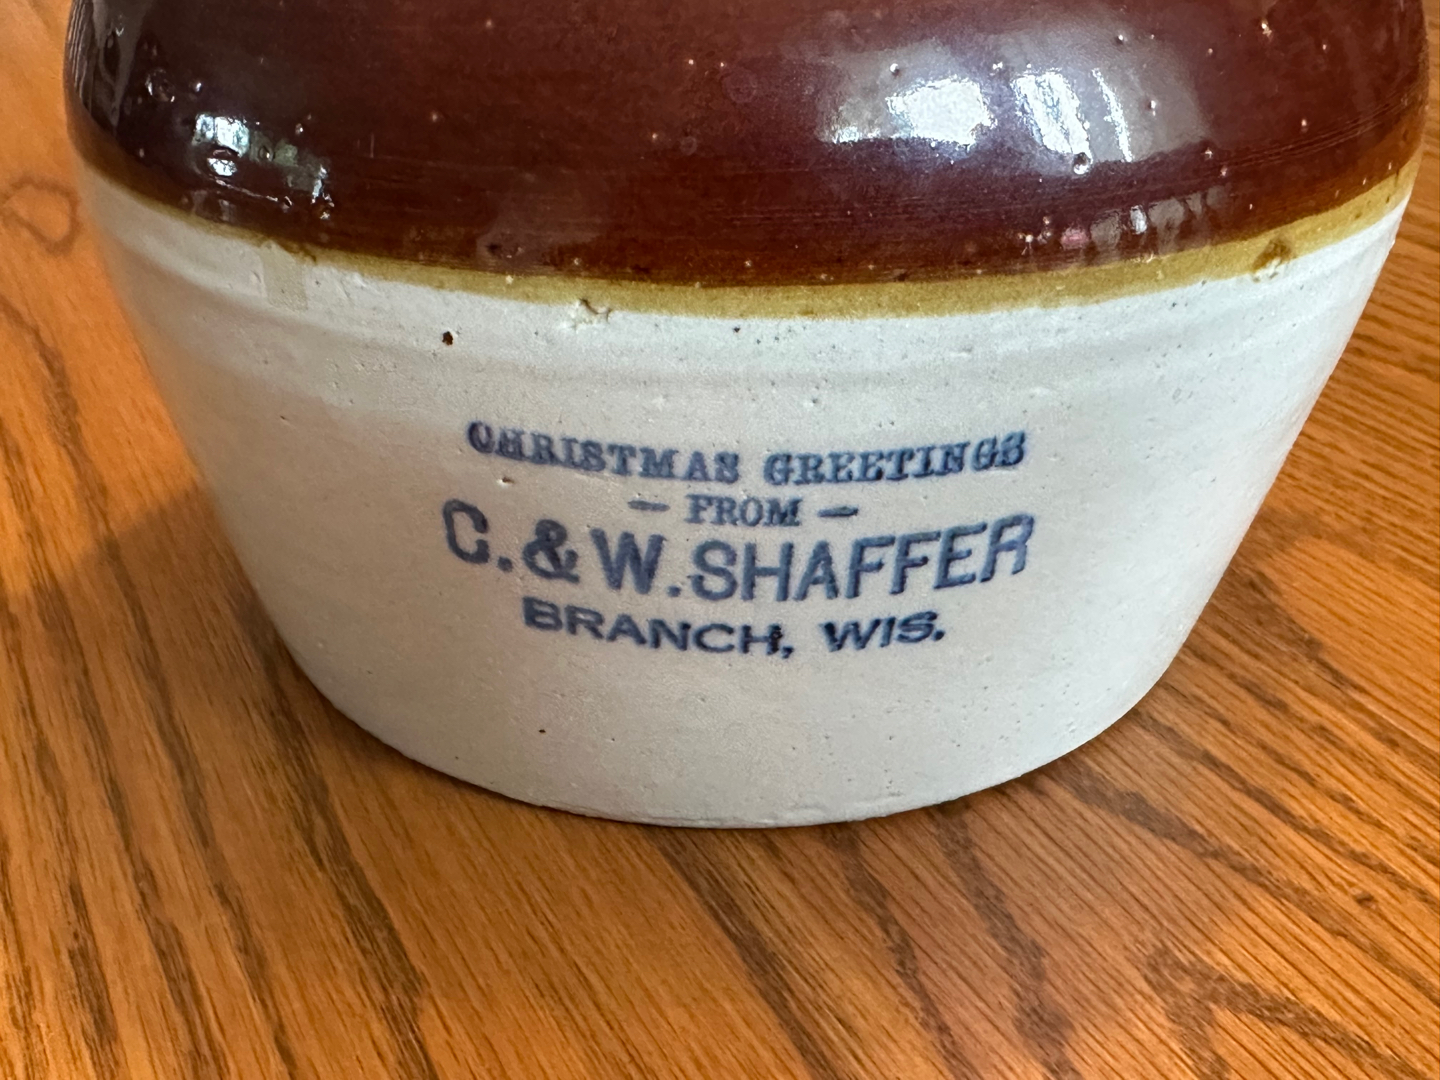 CHRISTMAS GREETINGS
— FROM —
C. & W. SHAFFER
BRANCH, WIS.